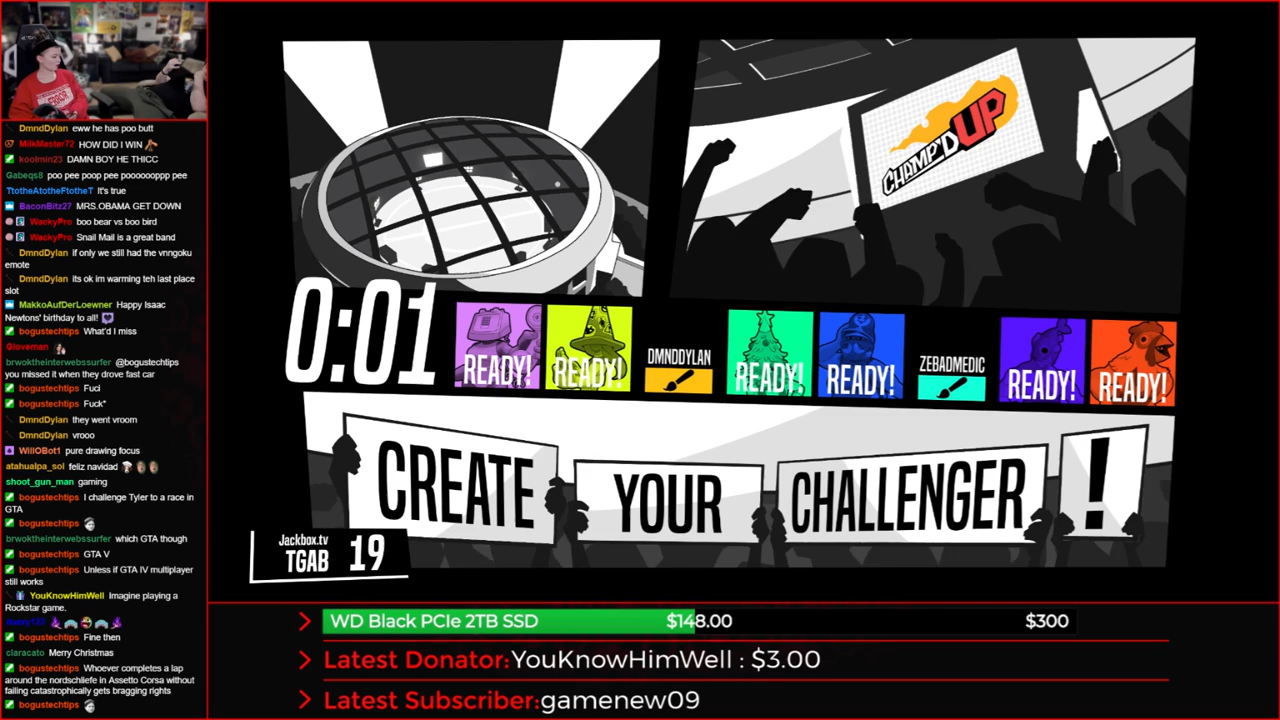 DmndDylan eww he has poo butt
MilkMaster72 HOW DID I WIN
koolmin23 DAMN BOY HE THICC
Gabeqs8 poo pee poop pee pooooooppp pee
TtotheAtotheFtotheT It's true
BaconBitz27 MRS.OBAMA GET DOWN
WackyPro boo bear vs boo bird
WackyPro Snail Mail is a great band
DmndDylan if only we still had the vnngoku
emote
DmndDylan its ok im warming teh last place
slot
MakkoAufDerLoewner Happy Isaac
Newtons' birthday to all!
bogustechtips What'd I miss
Gloveman
brwoktheinterwebssurfer @bogustechtips
you missed it when they drove fast car
bogustechtips Fuci
bogustechtips Fuck*
DmndDylan they went vroom
DmndDylan vrooo
WillOBot1 pure drawing focus
atahualpa_sol feliz navidad
shoot_gun_man gaming
bogustechtips I challenge Tyler to a race in
GTA
bogustechtips
brwoktheinterwebssurfer which GTA though
bogustechtips GTA V
bogustechtips Unless if GTA IV multiplayer
still works
YouKnowHimWell Imagine playing a
Rockstar game.
bogustechtips Fine then
claracato Merry Christmas
bogustechtips Whoever completes a lap
around the nordschliefe in Assetto Corsa without
failing catastrophically gets bragging rights
bogustechtips
CHAMP'D UP
0:01
READY!
READY!
DMNDDYLAN
READY!
READY!
ZEBADMEDIC
READY!
READY!
CREATE YOUR CHALLENGER !
Jackbox.tv
TGAB 19
WD Black PCIe 2TB SSD $148.00 $300
Latest Donator:YouKnowHimWell : $3.00
Latest Subscriber:gamenew09